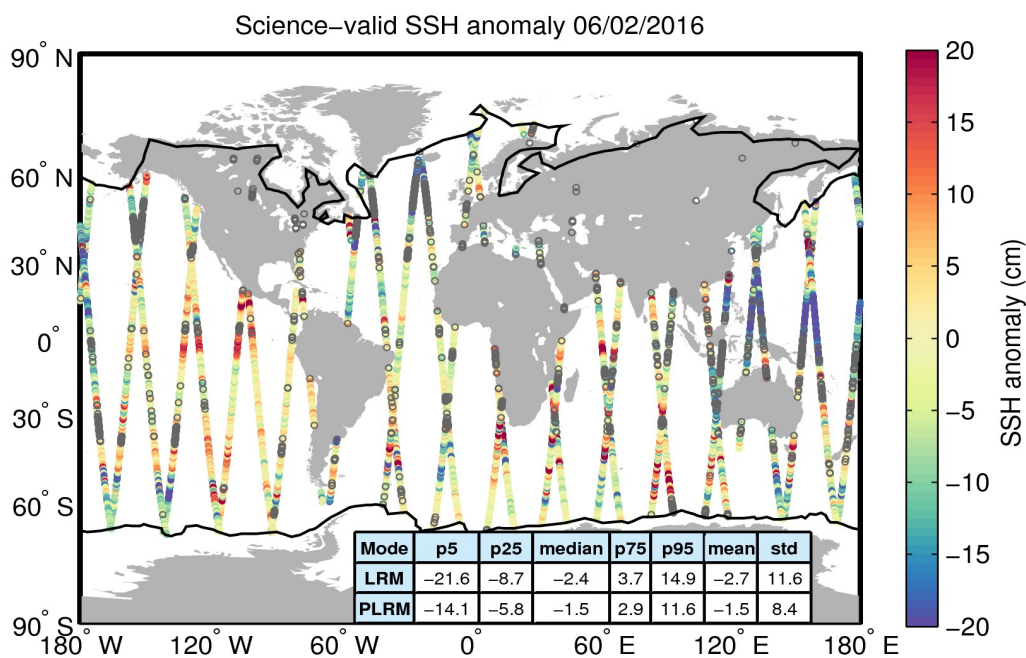 Science−valid SSH anomaly 06/02/2016
90° N
60° N
30° N
0°
30° S
60° S
90° S
180° W
120° W
60° W
0°
60° E
120° E
180° E
Mode p5 p25 median p75 p95 mean std
LRM −21.6 −8.7 −2.4 3.7 14.9 −2.7 11.6
PLRM −14.1 −5.8 −1.5 2.9 11.6 −1.5 8.4
20
15
10
5
0
−5
−10
−15
−20
SSH anomaly (cm)